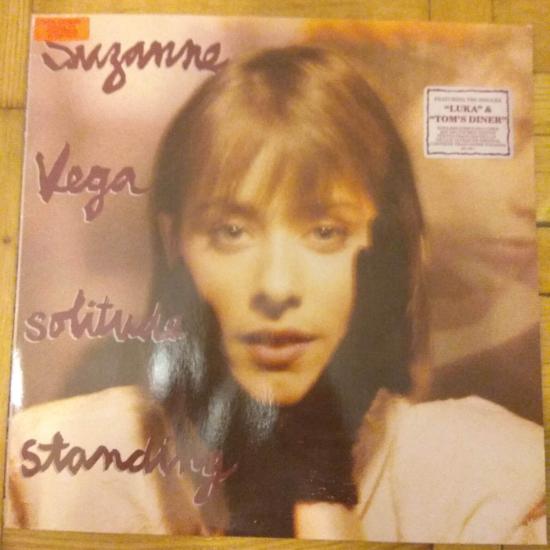 Suzanne
Vega
solitude
standing
FEATURING THE SINGLES
"LUKA" &
"TOM'S DINER"